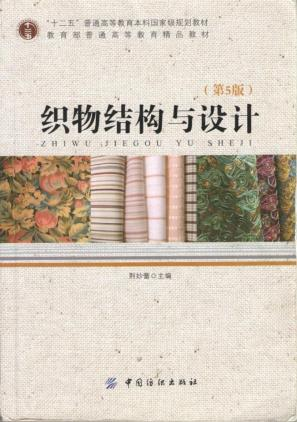 "十二五"普通高等教育本科国家级规划教材
教育部普通高等教育精品教材
（第5版）
织物结构与设计
ZHIWU JIEGOU YU SHEJI
荆妙蕾◎主编
中国纺织出版社